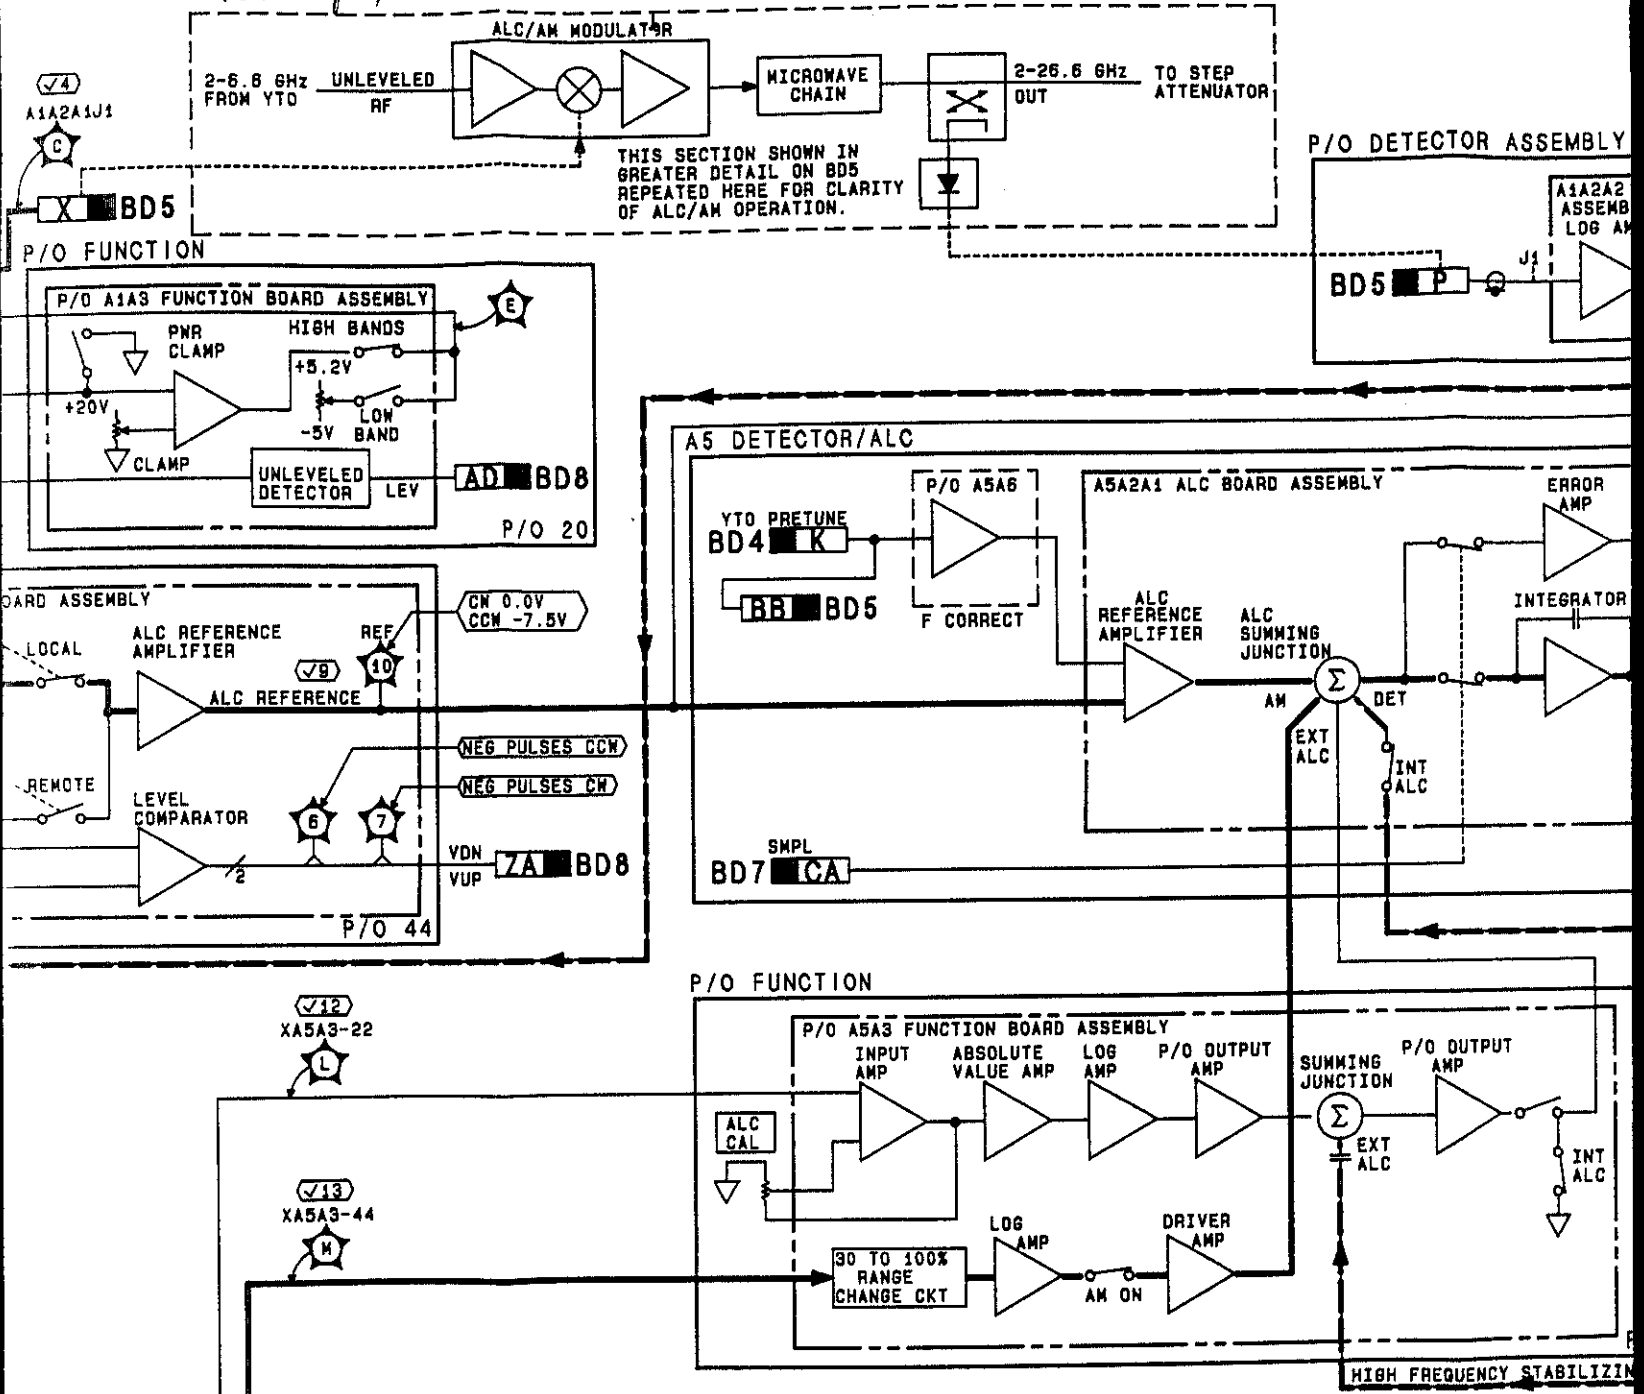 ALC/AM MODULATOR
2-6.6 GHz
FROM YTO
UNLEVELED
RF
MICROWAVE
CHAIN
2-26.6 GHz
OUT
TO STEP
ATTENUATOR
THIS SECTION SHOWN IN
GREATER DETAIL ON BD5
REPEATED HERE FOR CLARITY
OF ALC/AM OPERATION.
√4
A1A2A1J1
C
X BD5
P/O DETECTOR ASSEMBLY
A1A2A2
LOG
J1
BD5 P
P/O FUNCTION
P/O A1A3 FUNCTION BOARD ASSEMBLY
E
PWR
CLAMP
HIGH BANDS
+5.2V
+20V
-5V
LOW
BAND
CLAMP
UNLEVELED
DETECTOR
LEV
AD BD8
P/O 20
A5 DETECTOR/ALC
P/O A5A6
YTO PRETUNE
BD4 K
BB BD5
F CORRECT
A5A2A1 ALC BOARD ASSEMBLY
ERROR
AMP
INTEGRATOR
ALC
REFERENCE
AMPLIFIER
ALC
SUMMING
JUNCTION
Σ
AM
DET
EXT
ALC
INT
ALC
SMPL
BD7 CA
ASSEMBLY
LOCAL
ALC REFERENCE
AMPLIFIER
REF
10
CW 0.0V
CCW -7.5V
√9
ALC REFERENCE
NEG PULSES CCW
NEG PULSES CW
REMOTE
LEVEL
COMPARATOR
6
7
2
VDN
VUP
ZA BD8
P/O 44
√12
XA5A3-22
L
√13
XA5A3-44
M
P/O FUNCTION
P/O A5A3 FUNCTION BOARD ASSEMBLY
INPUT
AMP
ABSOLUTE
VALUE AMP
LOG
AMP
P/O OUTPUT
AMP
SUMMING
JUNCTION
P/O OUTPUT
AMP
ALC
CAL
Σ
EXT
ALC
INT
ALC
30 TO 100%
RANGE
CHANGE CKT
LOG
AMP
AM ON
DRIVER
AMP
HIGH FREQUENCY